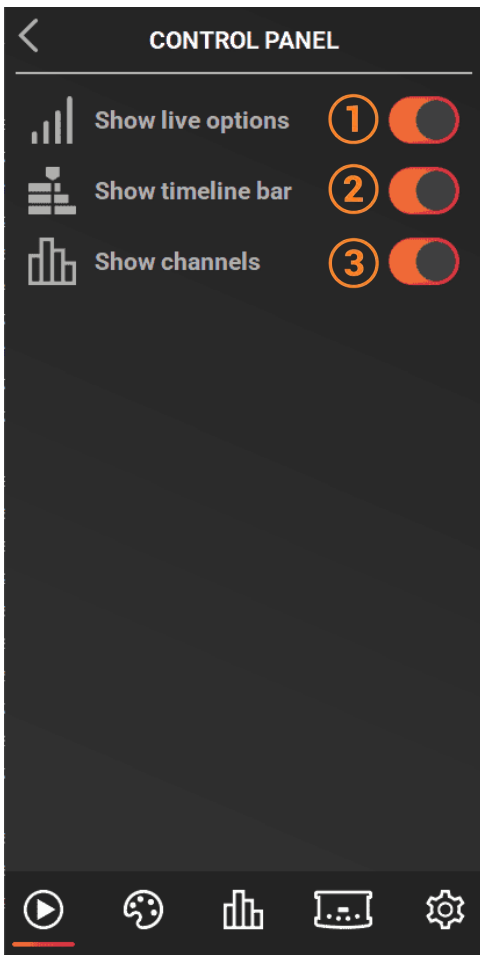 CONTROL PANEL
Show live options 1
Show timeline bar 2
Show channels 3